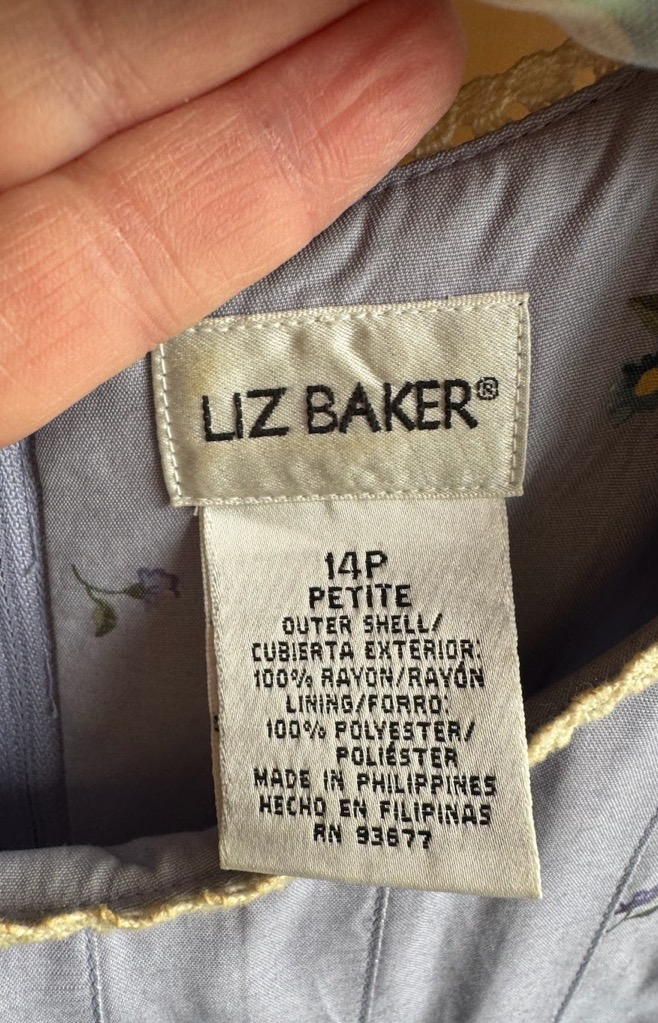 LIZ BAKER®
14P
PETITE
OUTER SHELL/
CUBIERTA EXTERIOR:
100% RAYON/RAYÓN
LINING/FORRO:
100% POLYESTER/
POLIÉSTER
MADE IN PHILIPPINES
HECHO EN FILIPINAS
RN 93677